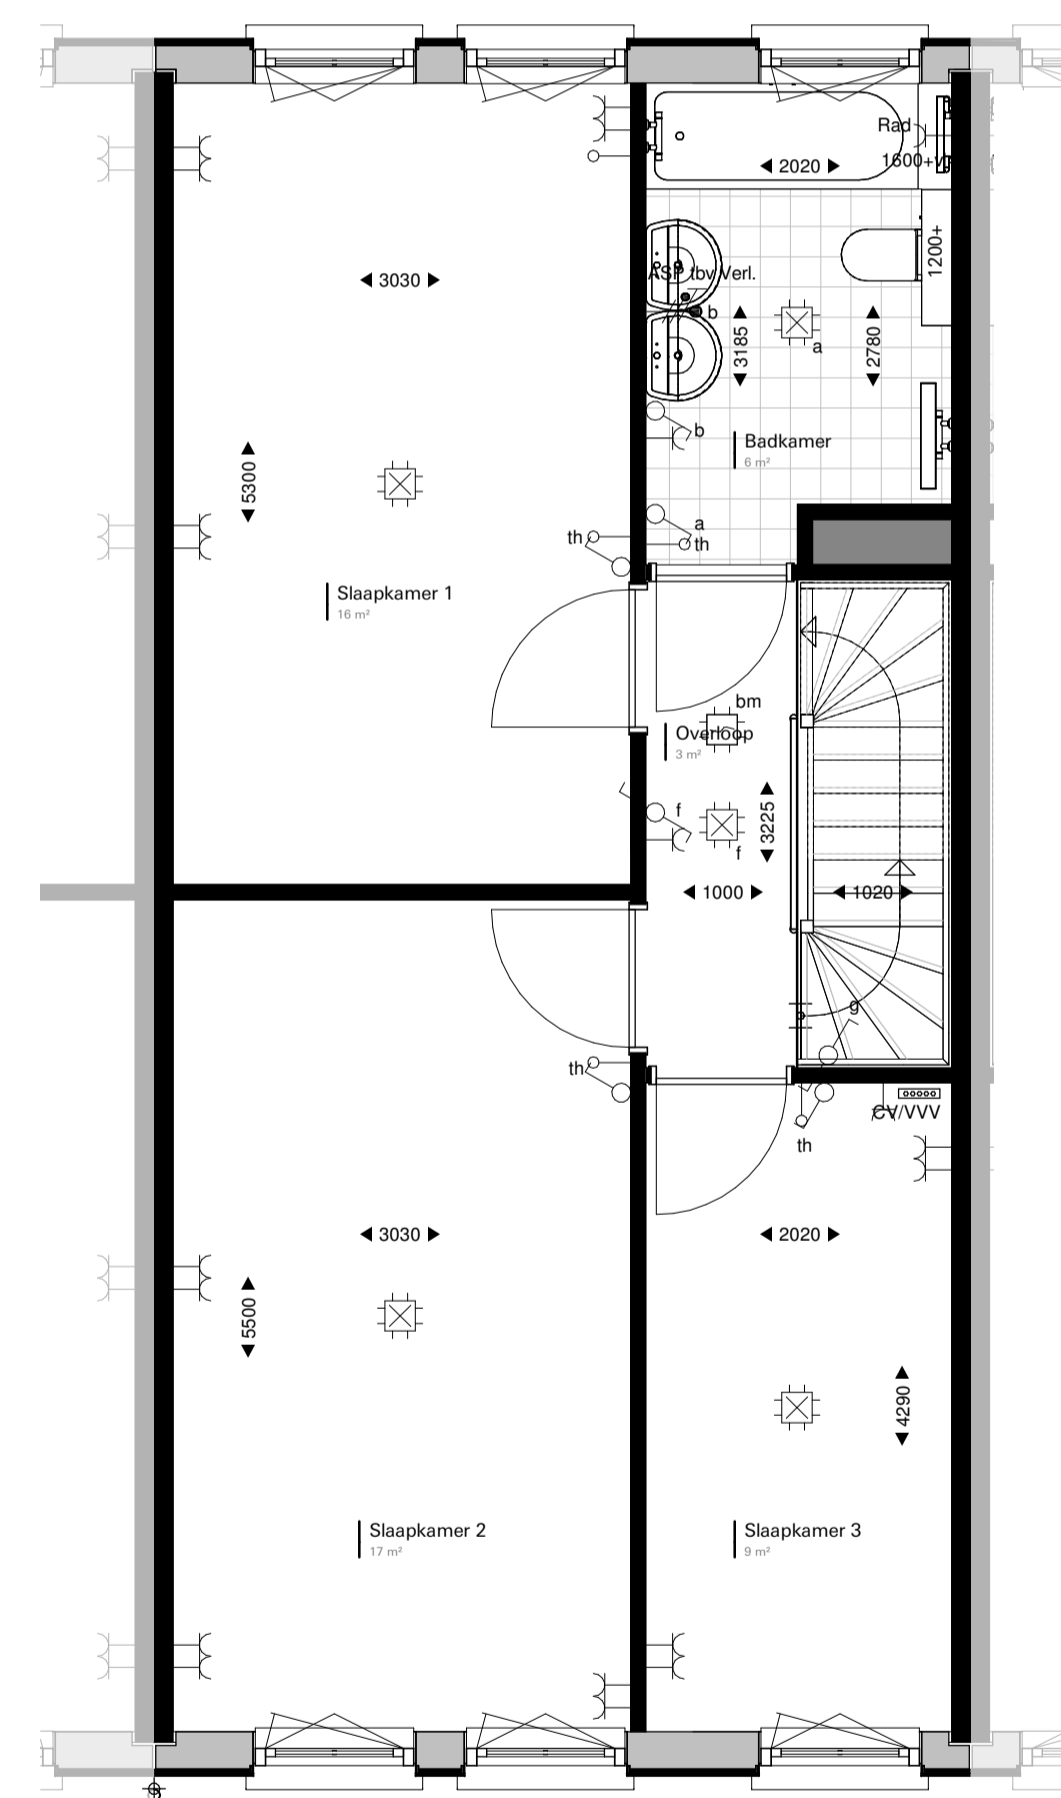 Rad
1600+v
2020
1200+
3030
ASP tbv Verl.
b
3185
a
2780
b
Badkamer
6 m²
5300
a
th
th
Slaapkamer 1
16 m²
bm
Overloop
3 m²
f
f
3225
1000
1020
g
th
CAI/WV
th
3030
2020
5500
4290
Slaapkamer 2
17 m²
Slaapkamer 3
9 m²